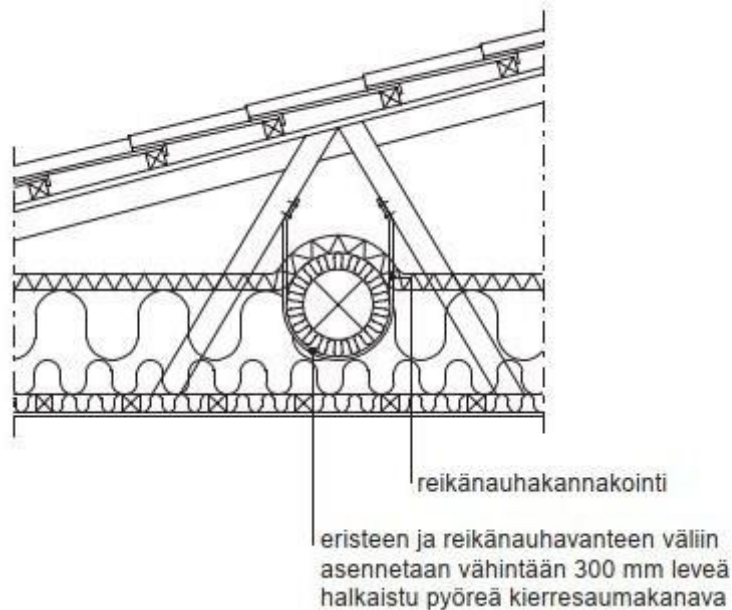 reikänauhakannakointi
eristeen ja reikänauhavanteen väliin
asennetaan vähintään 300 mm leveä
halkaistu pyöreä kierresaumakanava